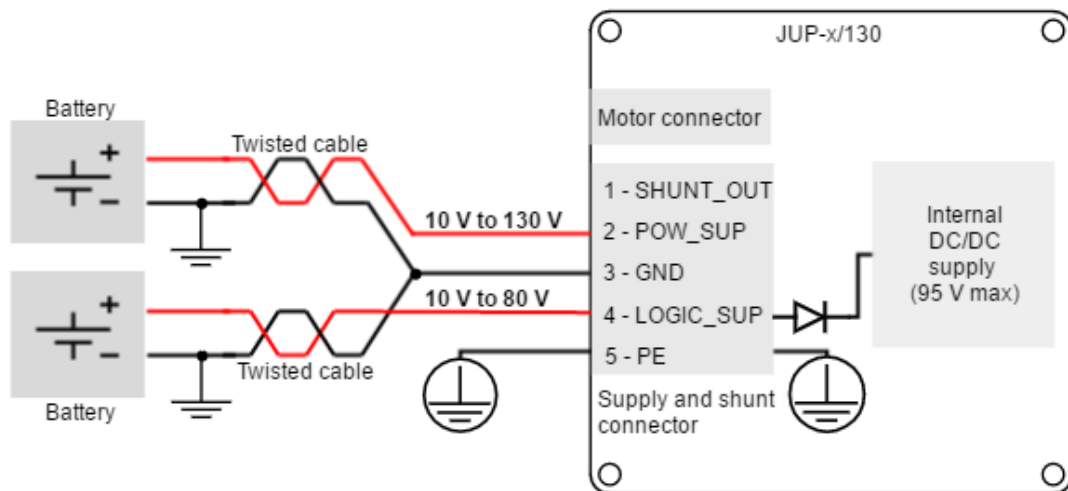 JUP-x/130
Battery
+
−
Twisted cable
Motor connector
10 V to 130 V
1 - SHUNT_OUT
2 - POW_SUP
3 - GND
10 V to 80 V
4 - LOGIC_SUP
5 - PE
Internal
DC/DC
supply
(95 V max)
+
−
Twisted cable
Battery
Supply and shunt
connector